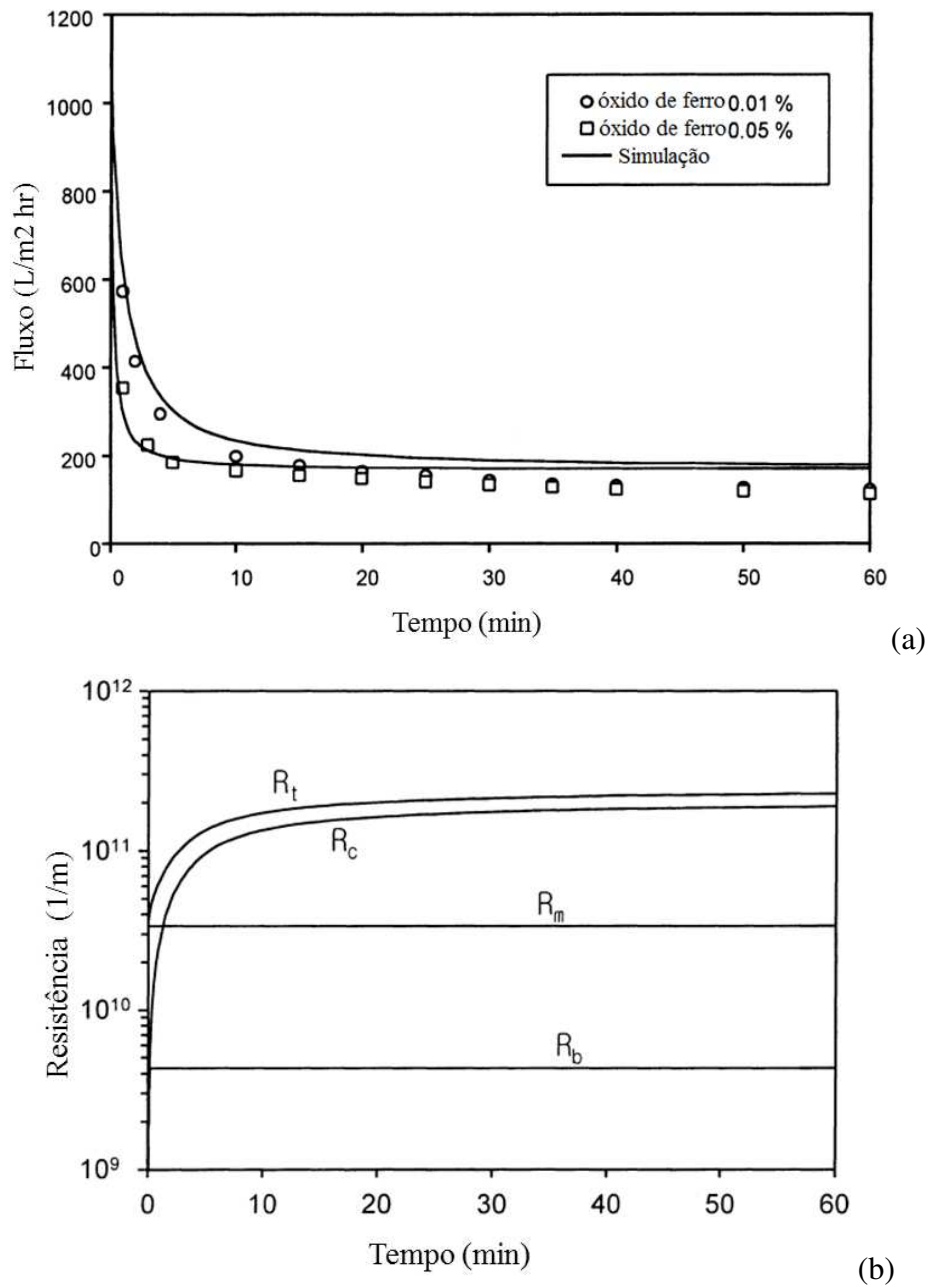 1200
1000
800
600
400
200
0
Fluxo (L/m2 hr)
óxido de ferro 0.01 %
óxido de ferro 0.05 %
Simulação
0 10 20 30 40 50 60
Tempo (min)
(a)
10¹²
10¹¹
10¹⁰
10⁹
Resistência (1/m)
Rt
Rc
Rm
Rb
0 10 20 30 40 50 60
Tempo (min)
(b)